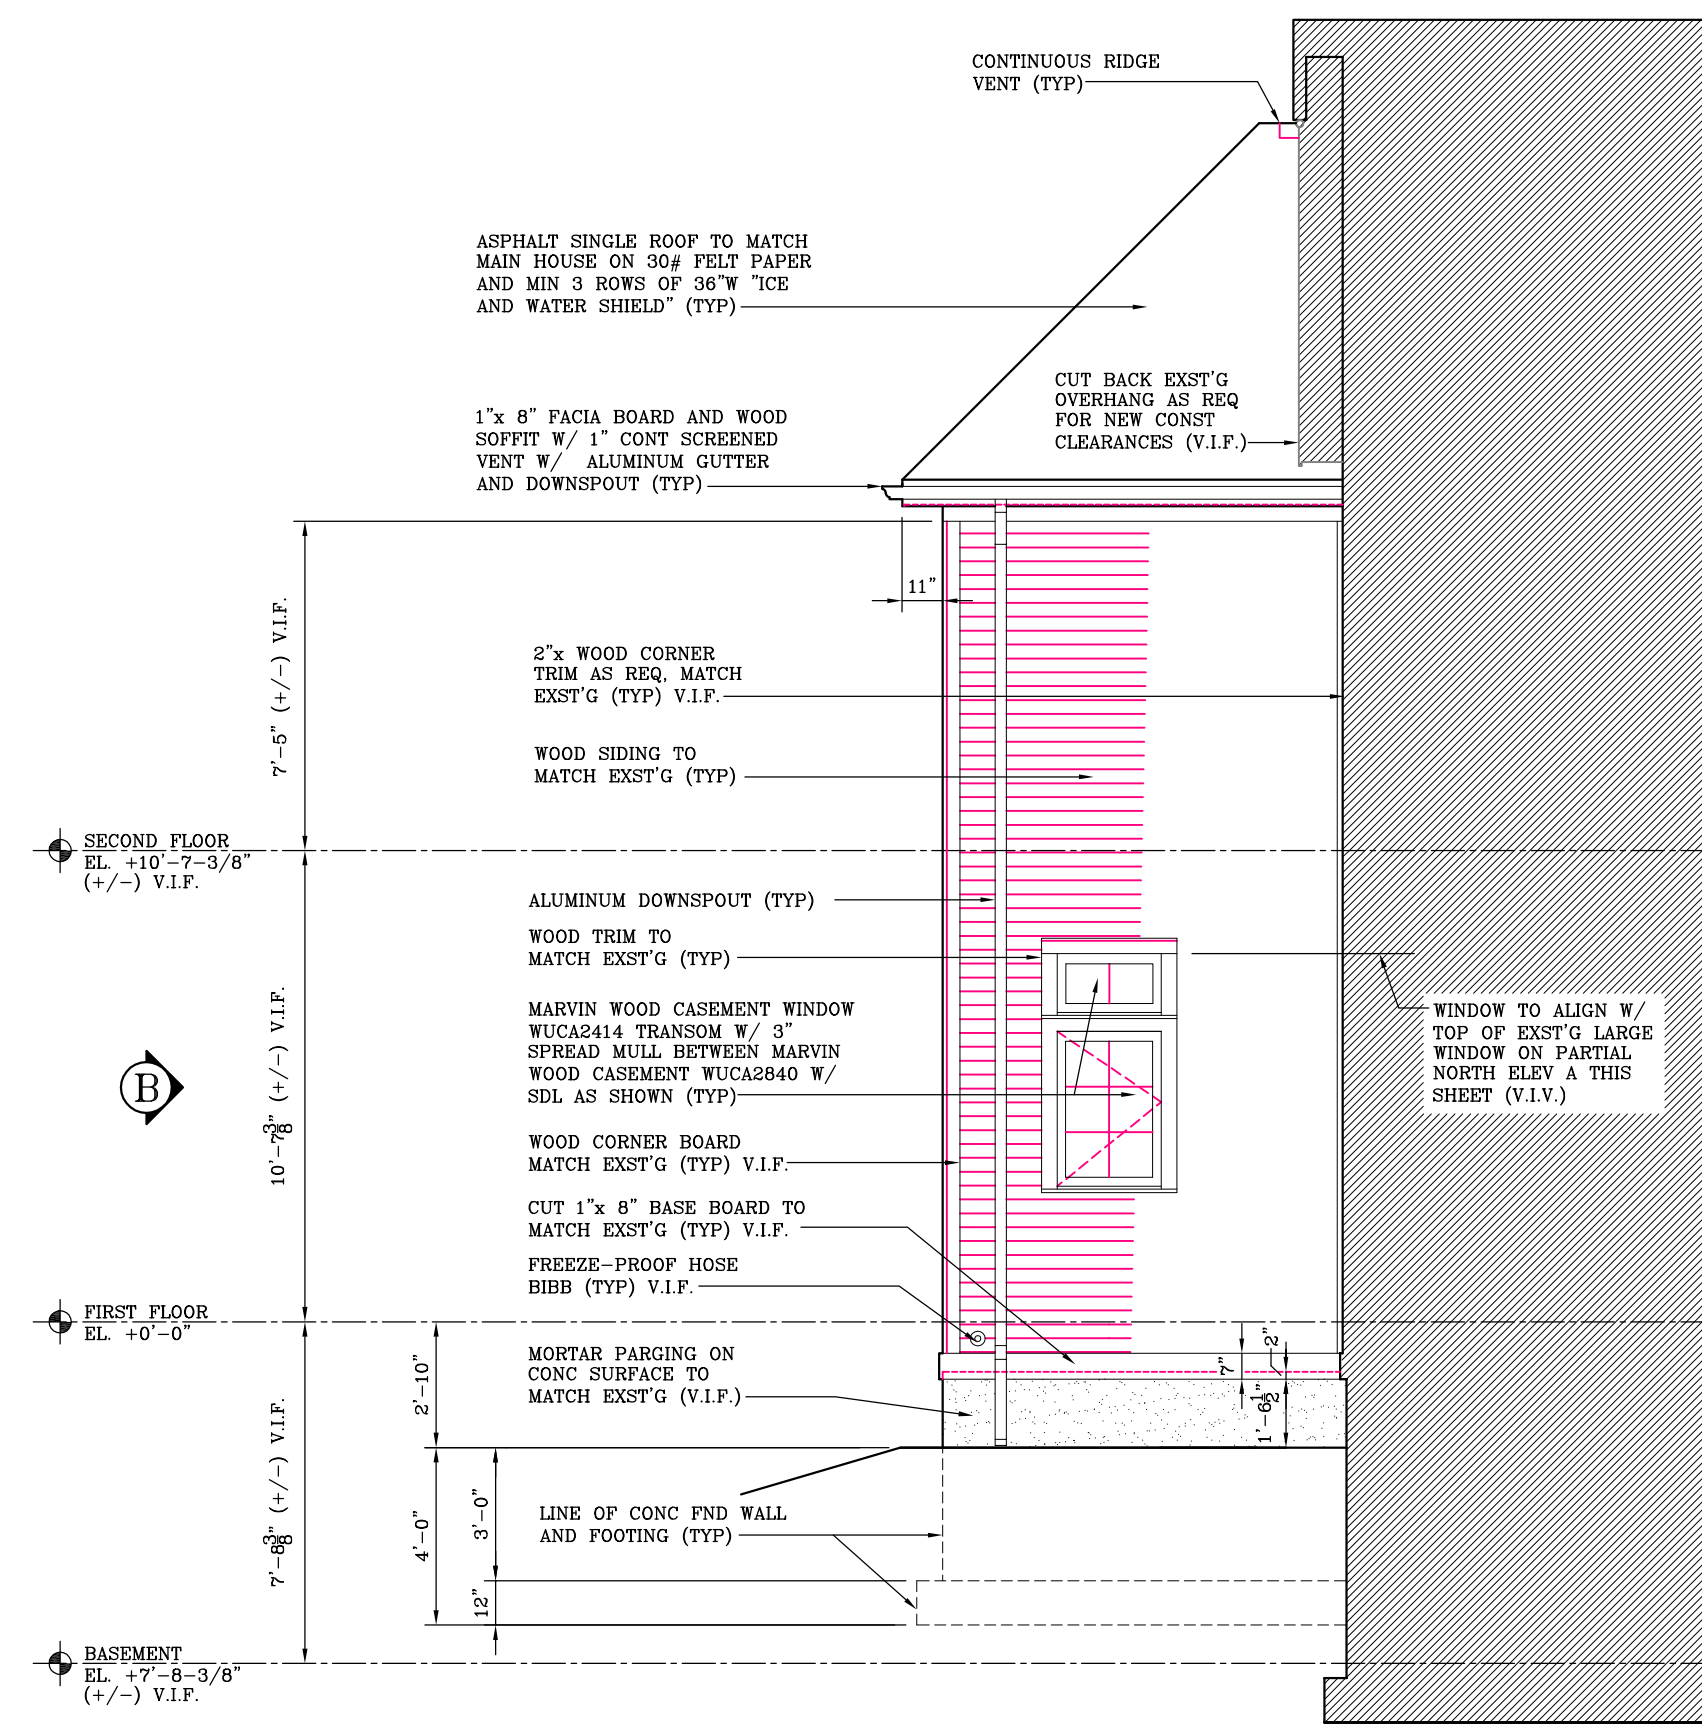 CONTINUOUS RIDGE
VENT (TYP)
ASPHALT SINGLE ROOF TO MATCH
MAIN HOUSE ON 30# FELT PAPER
AND MIN 3 ROWS OF 36"W "ICE
AND WATER SHIELD" (TYP)
CUT BACK EXST'G
OVERHANG AS REQ
FOR NEW CONST
CLEARANCES (V.I.F.)
1"x 8" FACIA BOARD AND WOOD
SOFFIT W/ 1" CONT SCREENED
VENT W/ ALUMINUM GUTTER
AND DOWNSPOUT (TYP)
11"
7'-5" (+/-) V.I.F.
2"x WOOD CORNER
TRIM AS REQ, MATCH
EXST'G (TYP) V.I.F.
WOOD SIDING TO
MATCH EXST'G (TYP)
SECOND FLOOR
EL. +10'-7-3/8"
(+/-) V.I.F.
ALUMINUM DOWNSPOUT (TYP)
WOOD TRIM TO
MATCH EXST'G (TYP)
MARVIN WOOD CASEMENT WINDOW
WUCA2414 TRANSOM W/ 3"
SPREAD MULL BETWEEN MARVIN
WOOD CASEMENT WUCA2840 W/
SDL AS SHOWN (TYP)
WINDOW TO ALIGN W/
TOP OF EXST'G LARGE
WINDOW ON PARTIAL
NORTH ELEV A THIS
SHEET (V.I.V.)
10'-7 3/8" (+/-) V.I.F.
B
WOOD CORNER BOARD
MATCH EXST'G (TYP) V.I.F.
CUT 1"x 8" BASE BOARD TO
MATCH EXST'G (TYP) V.I.F.
FREEZE-PROOF HOSE
BIBB (TYP) V.I.F.
FIRST FLOOR
EL. +0'-0"
MORTAR PARGING ON
CONC SURFACE TO
MATCH EXST'G (V.I.F.)
2'-10"
7"
2"
1'-6 1/2"
7'-8 3/8" (+/-) V.I.F.
4'-0"
3'-0"
12"
LINE OF CONC FND WALL
AND FOOTING (TYP)
BASEMENT
EL. +7'-8-3/8"
(+/-) V.I.F.